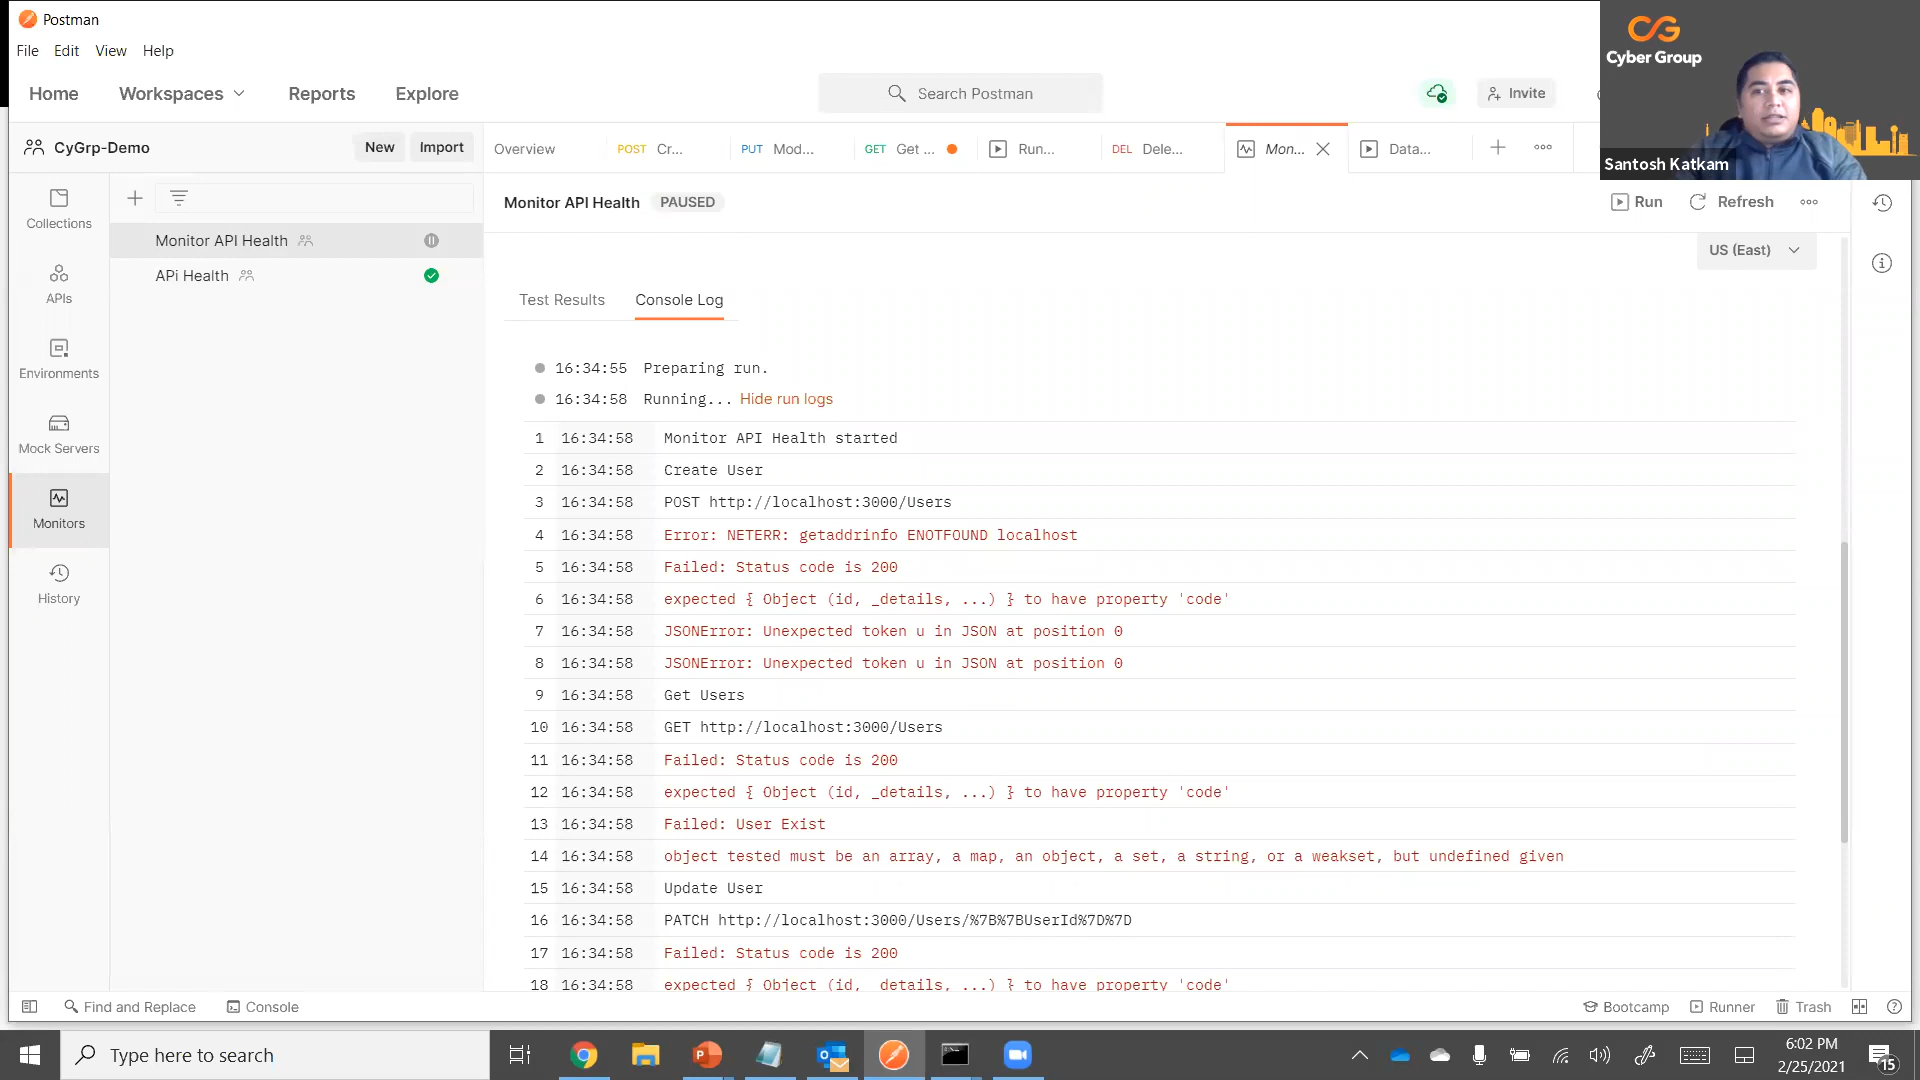 Postman
File Edit View Help
Home Workspaces Reports Explore Search Postman Invite
Cyber Group
Santosh Katkam
CyGrp-Demo New Import
Overview POST Cr... PUT Mod... GET Get ... Run... DEL Dele... Mon... Data...
Monitor API Health PAUSED Run Refresh
US (East)
Collections
APIs
Environments
Mock Servers
Monitors
History
Monitor API Health
APi Health
Test Results Console Log
16:34:55 Preparing run.
16:34:58 Running... Hide run logs
1 16:34:58 Monitor API Health started
2 16:34:58 Create User
3 16:34:58 POST http://localhost:3000/Users
4 16:34:58 Error: NETERR: getaddrinfo ENOTFOUND localhost
5 16:34:58 Failed: Status code is 200
6 16:34:58 expected { Object (id, _details, ...) } to have property 'code'
7 16:34:58 JSONError: Unexpected token u in JSON at position 0
8 16:34:58 JSONError: Unexpected token u in JSON at position 0
9 16:34:58 Get Users
10 16:34:58 GET http://localhost:3000/Users
11 16:34:58 Failed: Status code is 200
12 16:34:58 expected { Object (id, _details, ...) } to have property 'code'
13 16:34:58 Failed: User Exist
14 16:34:58 object tested must be an array, a map, an object, a set, a string, or a weakset, but undefined given
15 16:34:58 Update User
16 16:34:58 PATCH http://localhost:3000/Users/%7B%7BUserId%7D%7D
17 16:34:58 Failed: Status code is 200
18 16:34:58 expected { Object (id, _details, ...) } to have property 'code'
Find and Replace Console Bootcamp Runner Trash
Type here to search
6:02 PM
2/25/2021
15